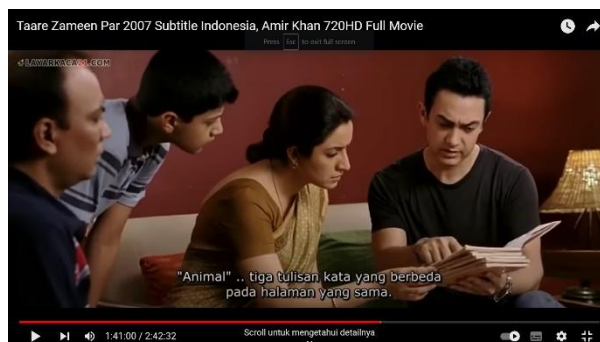 Taare Zameen Par 2007 Subtitle Indonesia, Amir Khan 720HD Full Movie
Press Esc to exit full screen
LAYARKACA21.COM
"Animal" .. tiga tulisan kata yang berbeda
pada halaman yang sama.
1:41:00 / 2:42:32
Scroll untuk mengetahui detailnya